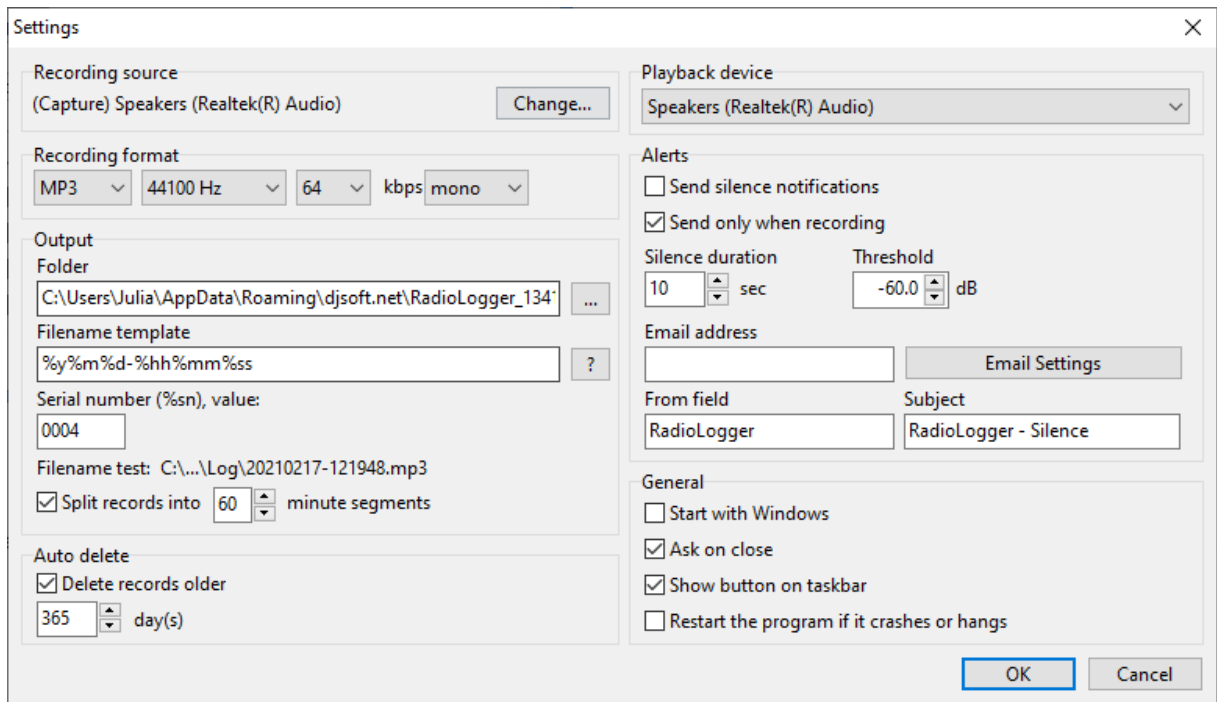 Settings
Recording source
(Capture) Speakers (Realtek(R) Audio)
Change...
Recording format
MP3
44100 Hz
64
kbps
mono
Output
Folder
C:\Users\Julia\AppData\Roaming\djsoft.net\RadioLogger_134
...
Filename template
%y%m%d-%hh%mm%ss
?
Serial number (%sn), value:
0004
Filename test: C:\...\Log\20210217-121948.mp3
Split records into 60 minute segments
Auto delete
Delete records older
365 day(s)
Playback device
Speakers (Realtek(R) Audio)
Alerts
Send silence notifications
Send only when recording
Silence duration
Threshold
10 sec
-60.0 dB
Email address
Email Settings
From field
Subject
RadioLogger
RadioLogger - Silence
General
Start with Windows
Ask on close
Show button on taskbar
Restart the program if it crashes or hangs
OK
Cancel